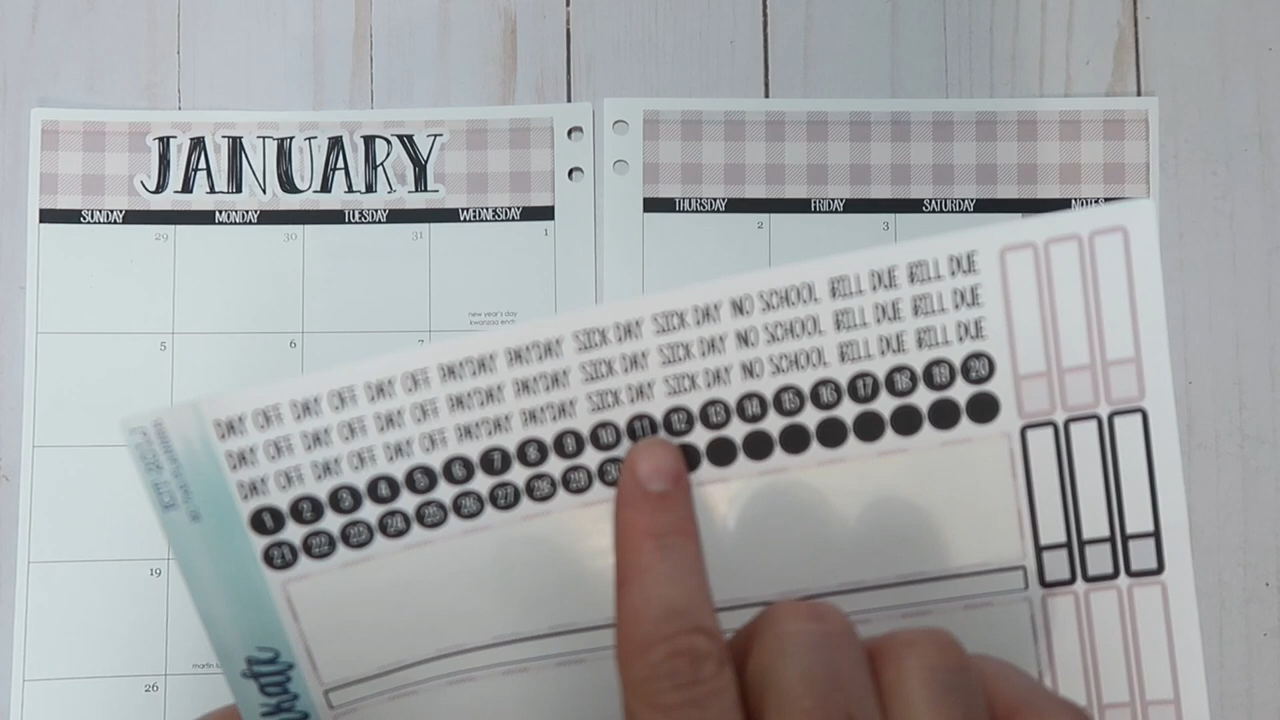 JANUARY
SUNDAY MONDAY TUESDAY WEDNESDAY
THURSDAY FRIDAY SATURDAY NOTES
29 30 31 1
2 3
new year's day
kwanzaa ends
5 6 7
19
26
DAY OFF DAY OFF DAY OFF PAYDAY PAYDAY SICK DAY SICK DAY NO SCHOOL BILL DUE BILL DUE
DAY OFF DAY OFF DAY OFF PAYDAY PAYDAY SICK DAY SICK DAY NO SCHOOL BILL DUE BILL DUE
DAY OFF DAY OFF DAY OFF PAYDAY PAYDAY SICK DAY SICK DAY NO SCHOOL BILL DUE BILL DUE
1 2 3 4 5 6 7 8 9 10 11 12 13 14 15 16 17 18 19 20
21 22 23 24 25 26 27 28 29